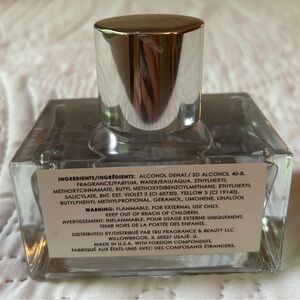 INGREDIENTS/INGRÉDIENTS: ALCOHOL DENAT./ SD ALCOHOL 40-B,
FRAGRANCE/PARFUM, WATER/EAU/AQUA, ETHYLHEXYL
METHOXYCINNAMATE, BUTYL METHOXYDIBENZOYLMETHANE, ETHYLHEXYL
SALICYLATE, BHT, EXT. VIOLET 2 (CI 60730), YELLOW 5 (CI 19140),
BUTYLPHENYL METHYLPROPIONAL, GERANIOL, LIMONENE, LINALOOL
WARNING: FLAMMABLE. FOR EXTERNAL USE ONLY.
KEEP OUT OF REACH OF CHILDREN.
AVERTISSEMENT: INFLAMMABLE. POUR USAGE EXTERNE UNIQUEMENT.
TENIR HORS DE LA PORTÉE DES ENFANTS.
DISTRIBUTED BY/DISTRIBUÉ PAR TRU FRAGRANCE & BEAUTY LLC
WILLOWBROOK, IL 60527 USA/É.-U.
MADE IN U.S.A. WITH FOREIGN COMPONENTS.
FABRIQUÉ AUX ÉTATS UNIS AVEC DES COMPOSANTS ÉTRANGERS.